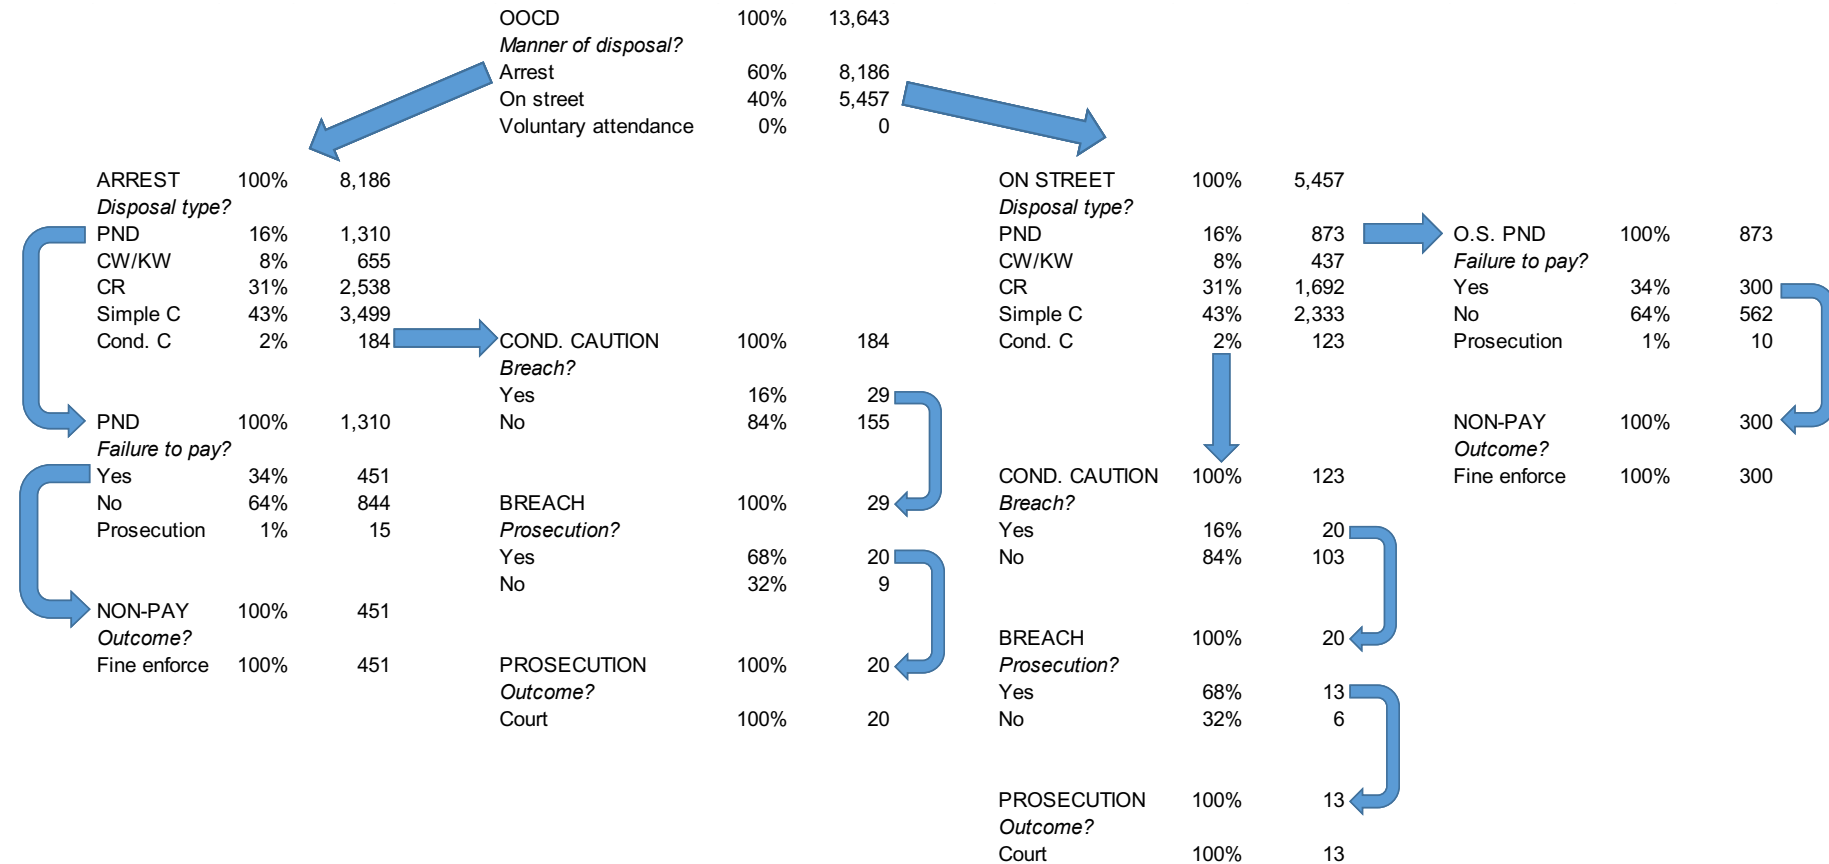 OOCD 100% 13,643
Manner of disposal?
Arrest 60% 8,186
On street 40% 5,457
Voluntary attendance 0% 0
ARREST 100% 8,186
Disposal type?
PND 16% 1,310
CW/KW 8% 655
CR 31% 2,538
Simple C 43% 3,499
Cond. C 2% 184
PND 100% 1,310
Failure to pay?
Yes 34% 451
No 64% 844
Prosecution 1% 15
NON-PAY 100% 451
Outcome?
Fine enforce 100% 451
COND. CAUTION 100% 184
Breach?
Yes 16% 29
No 84% 155
BREACH 100% 29
Prosecution?
Yes 68% 20
No 32% 9
PROSECUTION 100% 20
Outcome?
Court 100% 20
ON STREET 100% 5,457
Disposal type?
PND 16% 873
CW/KW 8% 437
CR 31% 1,692
Simple C 43% 2,333
Cond. C 2% 123
COND. CAUTION 100% 123
Breach?
Yes 16% 20
No 84% 103
BREACH 100% 20
Prosecution?
Yes 68% 13
No 32% 6
PROSECUTION 100% 13
Outcome?
Court 100% 13
O.S. PND 100% 873
Failure to pay?
Yes 34% 300
No 64% 562
Prosecution 1% 10
NON-PAY 100% 300
Outcome?
Fine enforce 100% 300